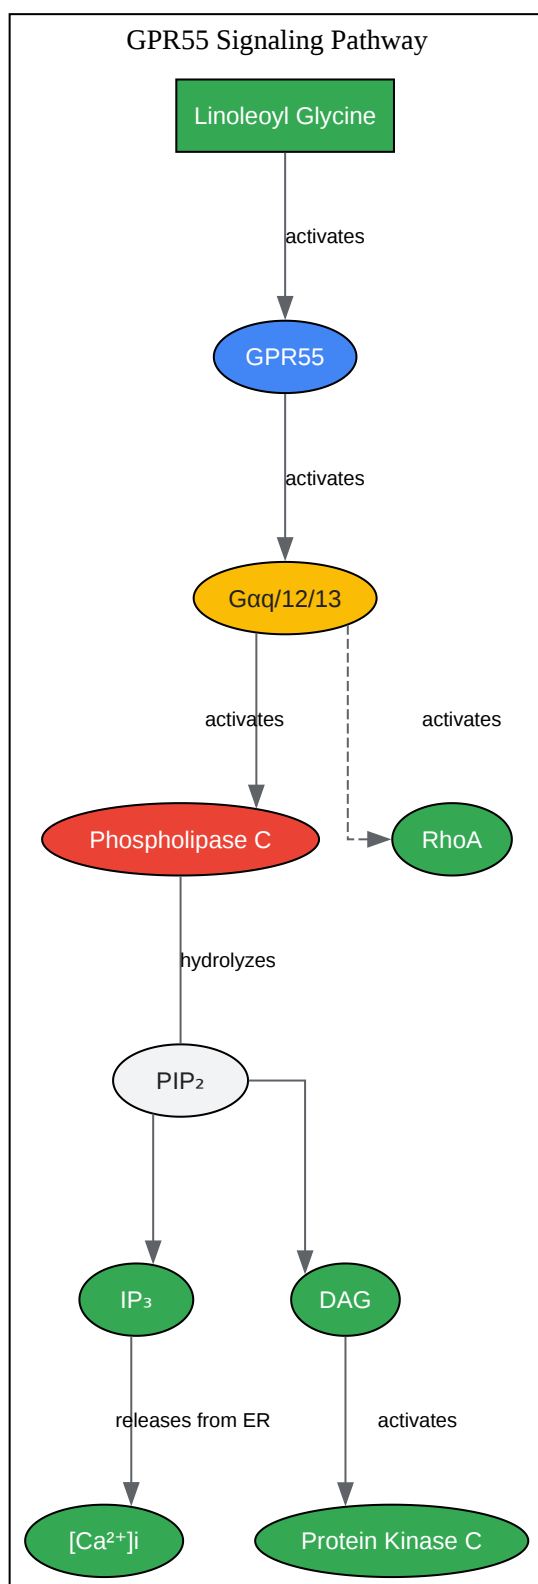 GPR55 Signaling Pathway
Linoleoyl Glycine
activates
GPR55
activates
Gαq/12/13
activates
activates
Phospholipase C
RhoA
hydrolyzes
PIP₂
IP₃
DAG
releases from ER
activates
[Ca²⁺]i
Protein Kinase C